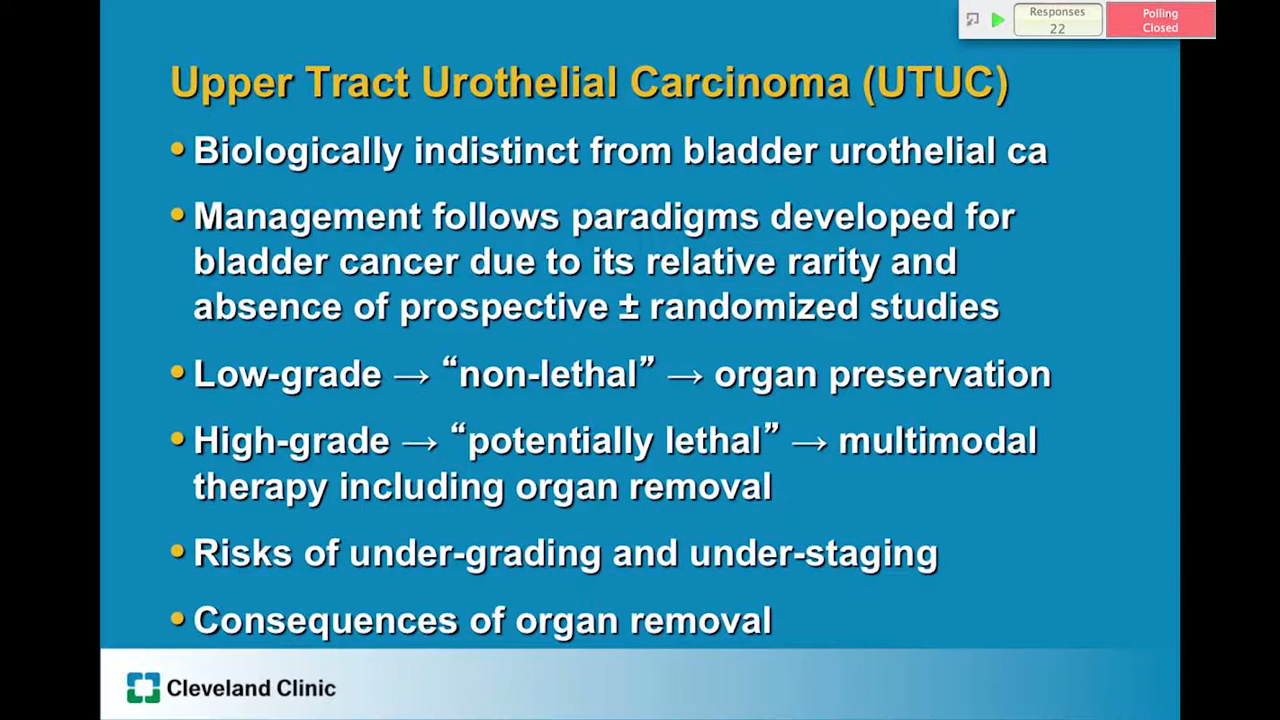 Responses
22
Polling
Closed
Upper Tract Urothelial Carcinoma (UTUC)
• Biologically indistinct from bladder urothelial ca
• Management follows paradigms developed for
bladder cancer due to its relative rarity and
absence of prospective ± randomized studies
• Low-grade → “non-lethal” → organ preservation
• High-grade → “potentially lethal” → multimodal
therapy including organ removal
• Risks of under-grading and under-staging
• Consequences of organ removal
Cleveland Clinic